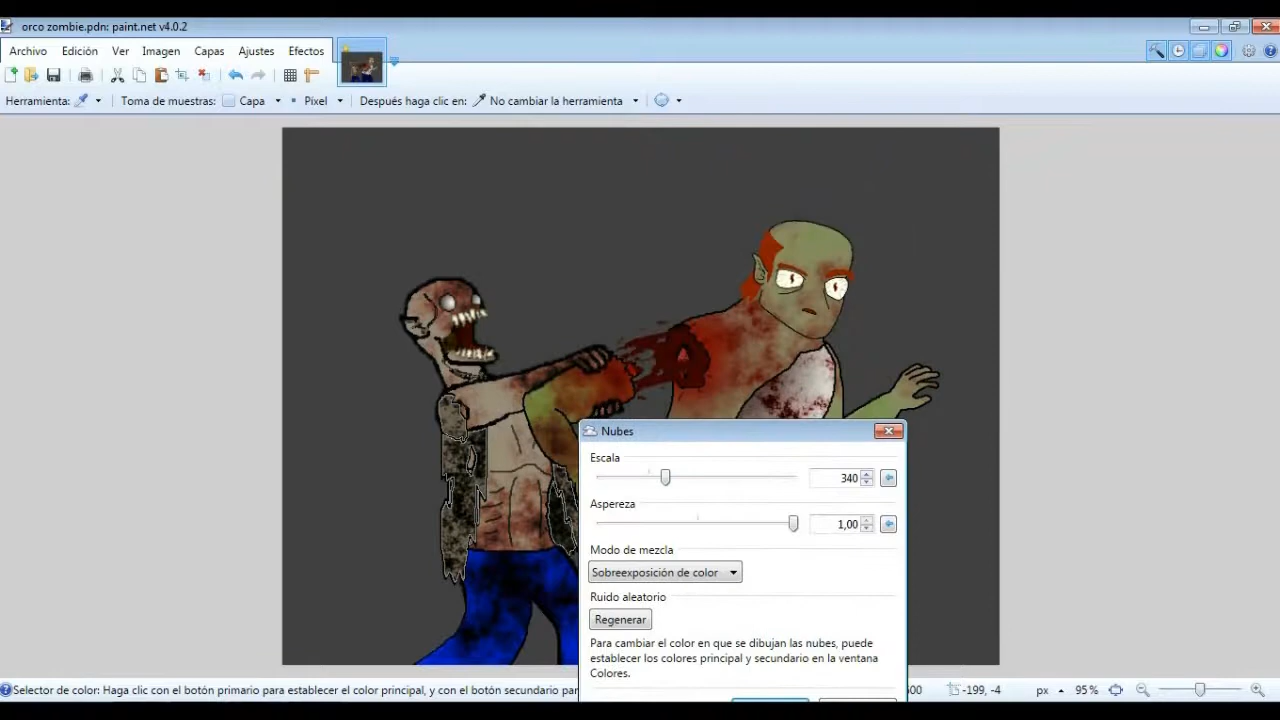 orco zombie.pdn: paint.net v4.0.2
Archivo Edición Ver Imagen Capas Ajustes Efectos
Herramienta: Toma de muestras: Capa Píxel Después haga clic en: No cambiar la herramienta
Nubes
Escala
340
Aspereza
1,00
Modo de mezcla
Sobreexposición de color
Ruido aleatorio
Regenerar
Para cambiar el color en que se dibujan las nubes, puede
establecer los colores principal y secundario en la ventana
Colores.
Selector de color: Haga clic con el botón primario para establecer el color principal, y con el botón secundario par 00 -199, -4 px 95%